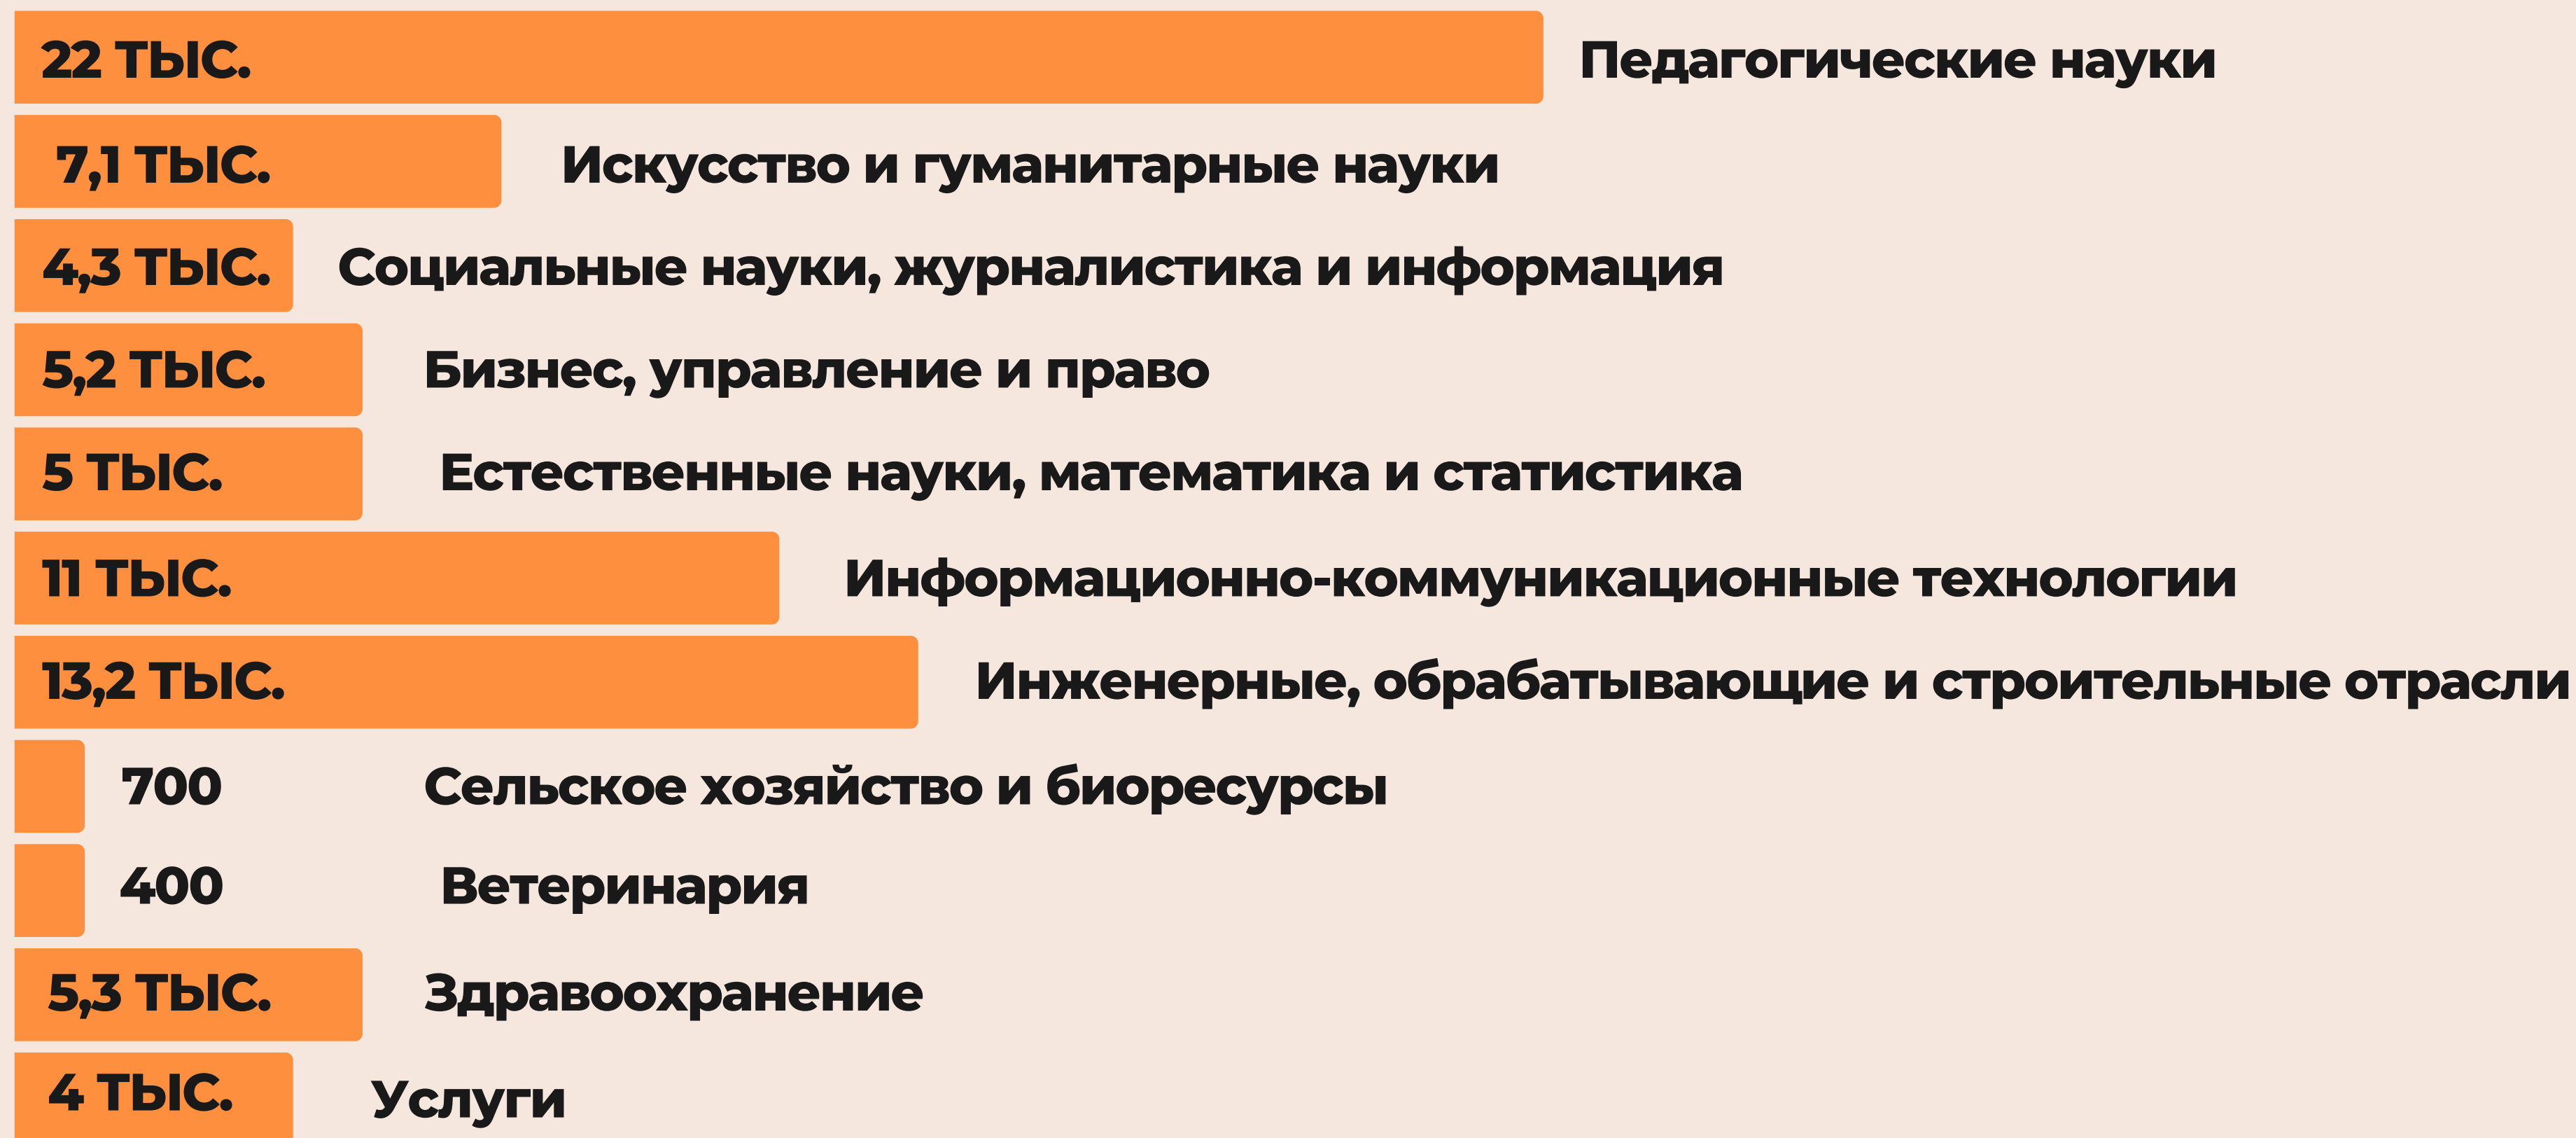 22 ТЫС. Педагогические науки
7,1 ТЫС. Искусство и гуманитарные науки
4,3 ТЫС. Социальные науки, журналистика и информация
5,2 ТЫС. Бизнес, управление и право
5 ТЫС. Естественные науки, математика и статистика
11 ТЫС. Информационно-коммуникационные технологии
13,2 ТЫС. Инженерные, обрабатывающие и строительные отрасли
700 Сельское хозяйство и биоресурсы
400 Ветеринария
5,3 ТЫС. Здравоохранение
4 ТЫС. Услуги